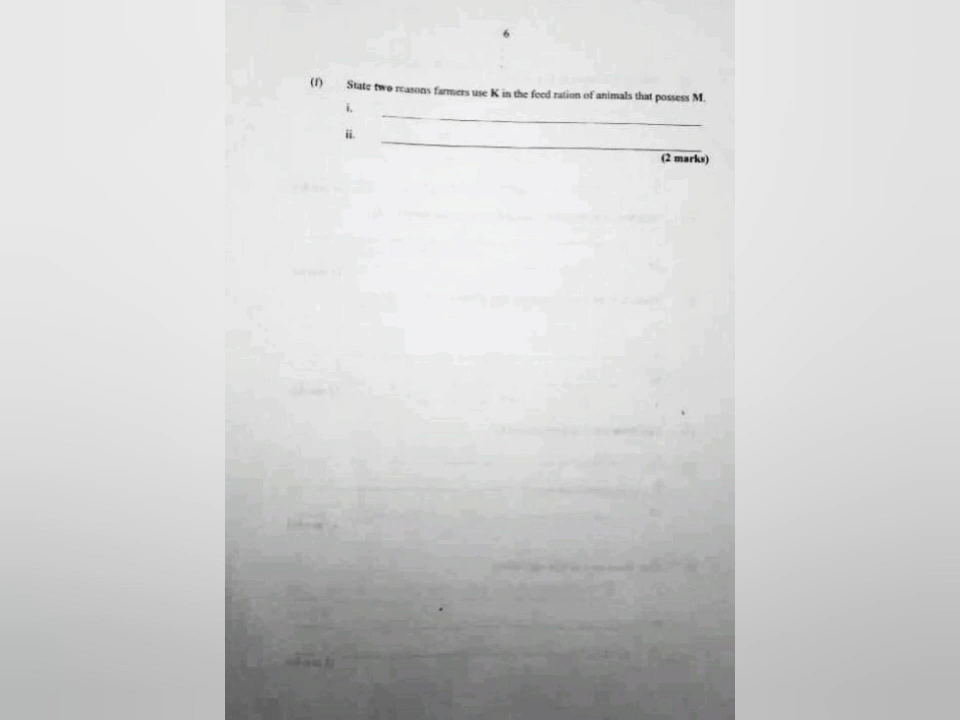 6
(f) State two reasons farmers use K in the feed ration of animals that possess M.
i.
ii.
(2 marks)